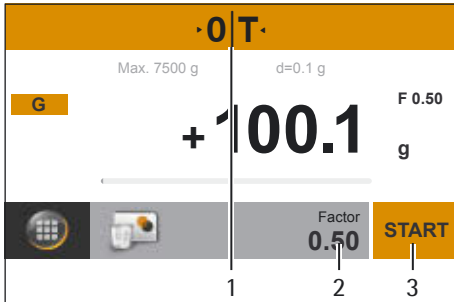 0 T
Max. 7500 g d=0.1 g
G
F 0.50
+100.1 g
Factor
0.50
START
1 2 3